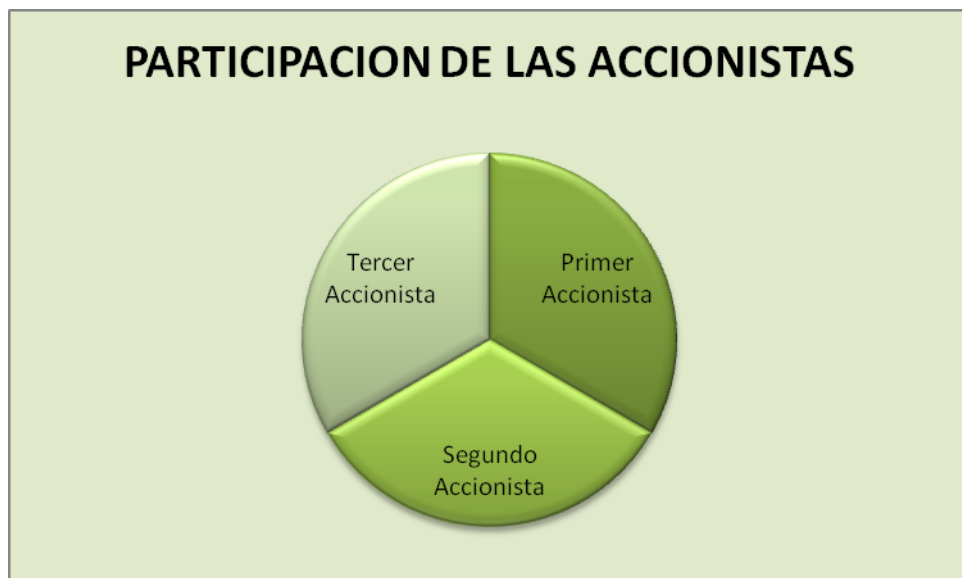 PARTICIPACION DE LAS ACCIONISTAS
Tercer
Accionista
Primer
Accionista
Segundo
Accionista